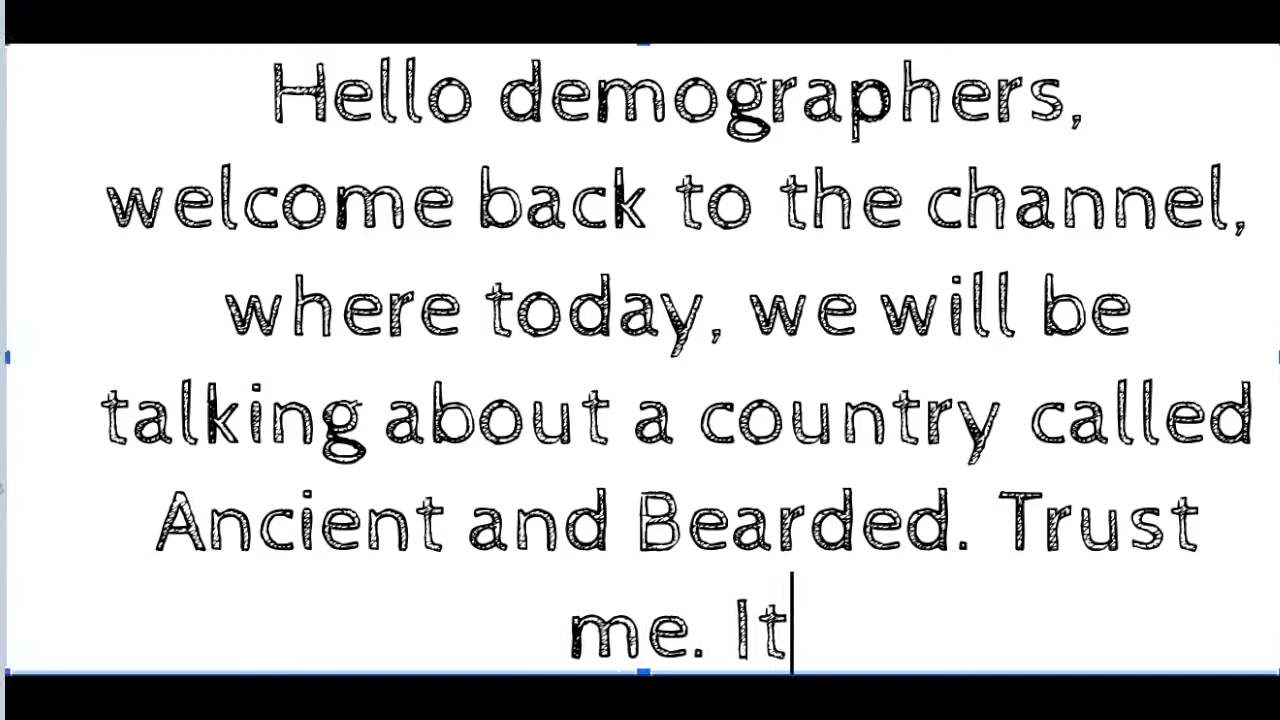 Hello demographers,
welcome back to the channel,
where today, we will be
talking about a country called
Ancient and Bearded. Trust
me. It